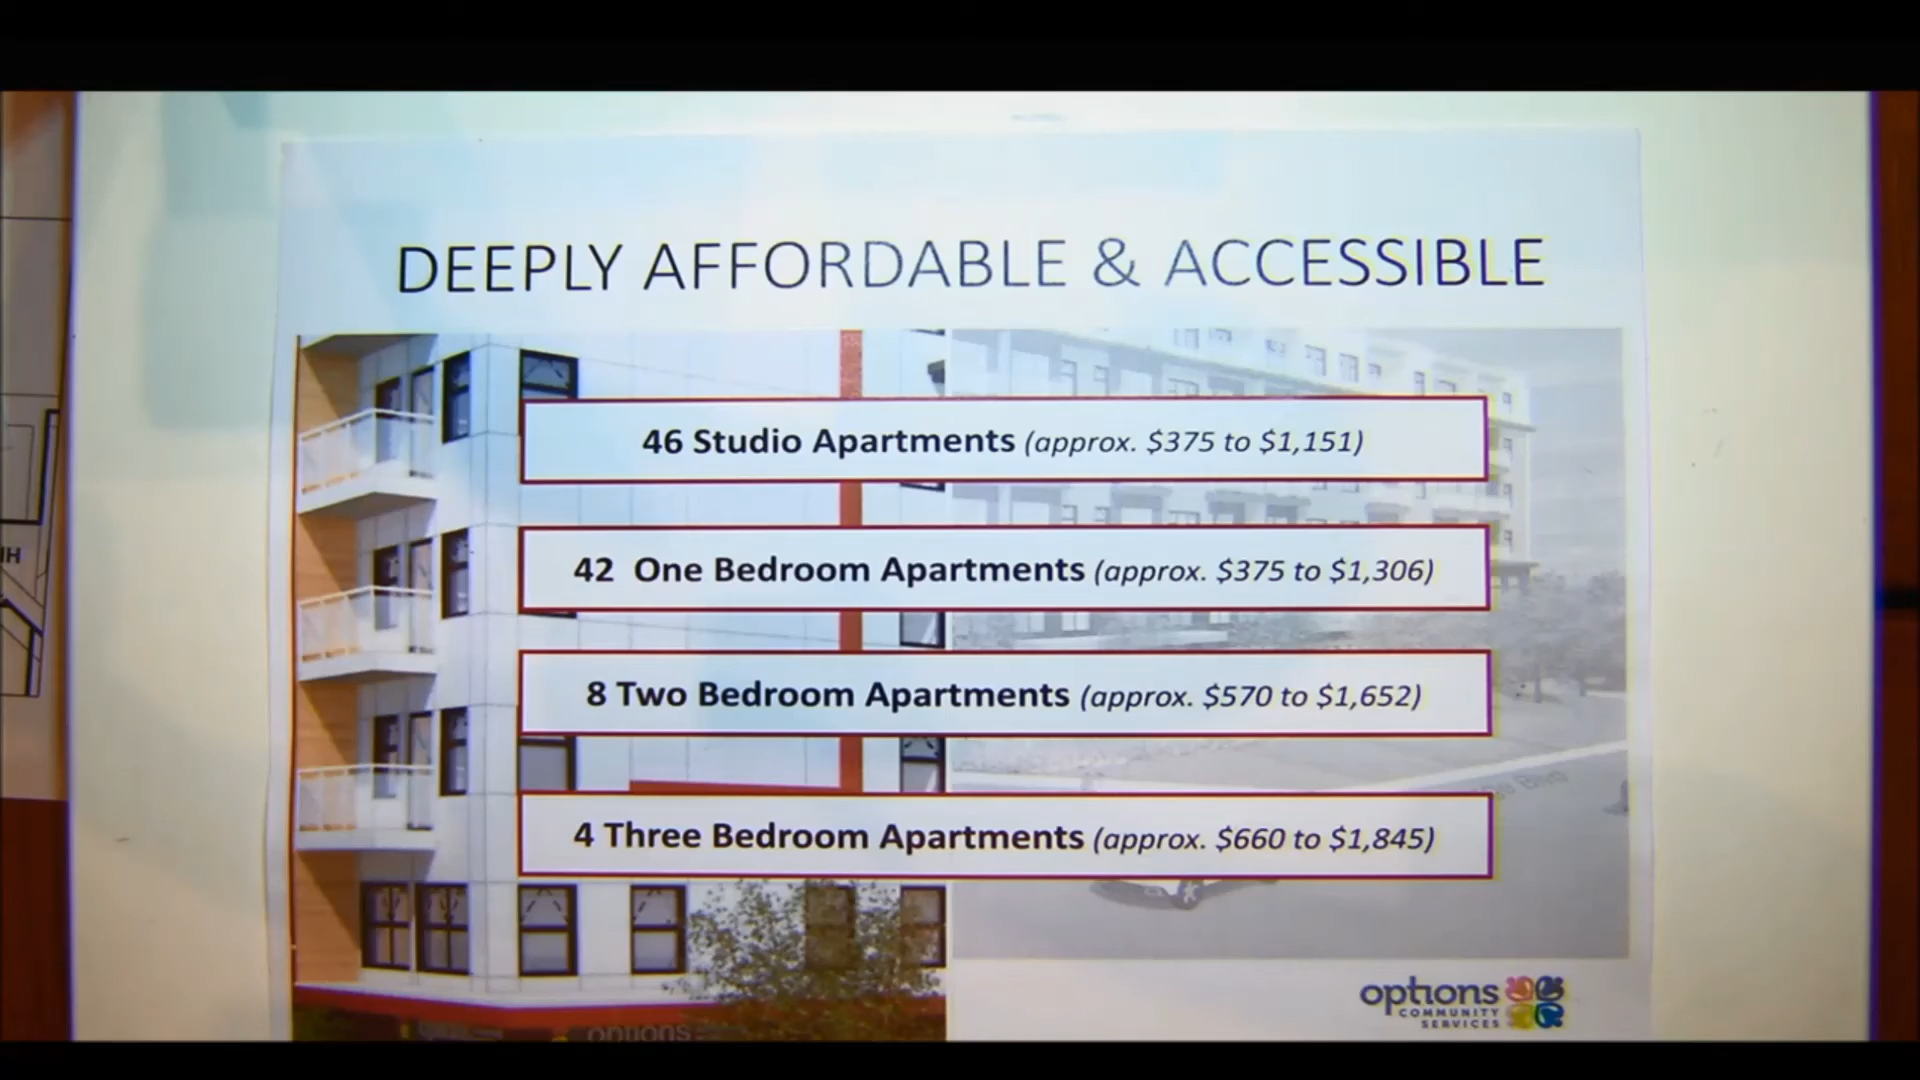 DEEPLY AFFORDABLE & ACCESSIBLE
46 Studio Apartments (approx. $375 to $1,151)
42 One Bedroom Apartments (approx. $375 to $1,306)
8 Two Bedroom Apartments (approx. $570 to $1,652)
4 Three Bedroom Apartments (approx. $660 to $1,845)
options
COMMUNITY
SERVICES
options